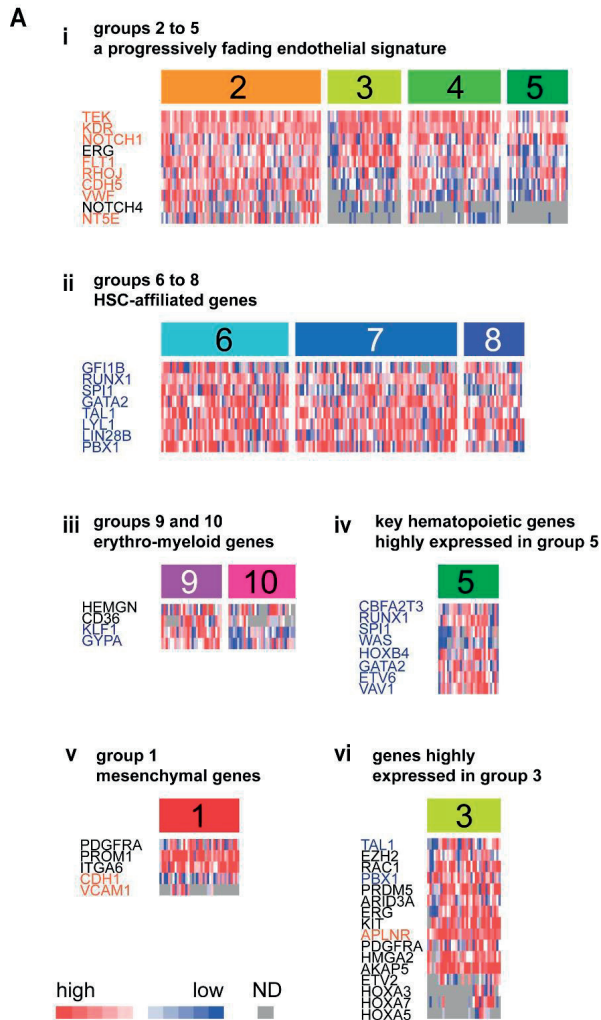 A
i groups 2 to 5
a progressively fading endothelial signature
2 3 4 5
TEK
KDR
NOTCH1
ERG
FLT1
RHOJ
CDH5
VWF
NOTCH4
NT5E
ii groups 6 to 8
HSC-affiliated genes
6 7 8
GFI1B
RUNX1
SPI1
GATA2
TAL1
LYL1
LIN28B
PBX1
iii groups 9 and 10
erythro-myeloid genes
9 10
HEMGN
CD36
KLF1
GYPA
iv key hematopoietic genes
highly expressed in group 5
5
CBFA2T3
RUNX1
SPI1
WAS
HOXB4
GATA2
ETV6
VAV1
v group 1
mesenchymal genes
1
PDGFRA
PROM1
ITGA6
CDH1
VCAM1
vi genes highly
expressed in group 3
3
TAL1
EZH2
RAC1
PBX1
PRDM5
ARID3A
ERG
KIT
APLNR
PDGFRA
HMGA2
AKAP5
ETV2
HOXA3
HOXA7
HOXA5
high low ND